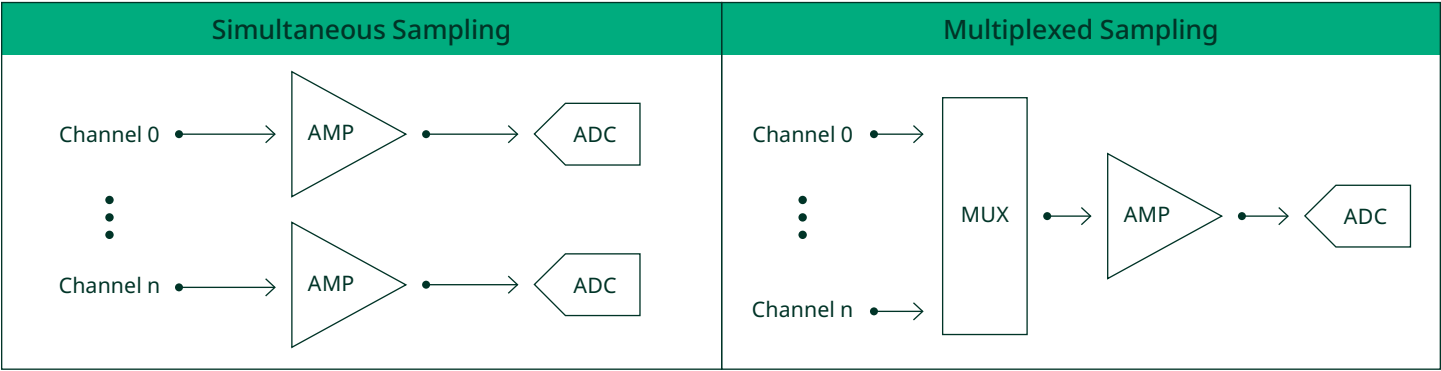 Simultaneous Sampling
Channel 0
AMP
ADC
Channel n
AMP
ADC
Multiplexed Sampling
Channel 0
MUX
AMP
ADC
Channel n